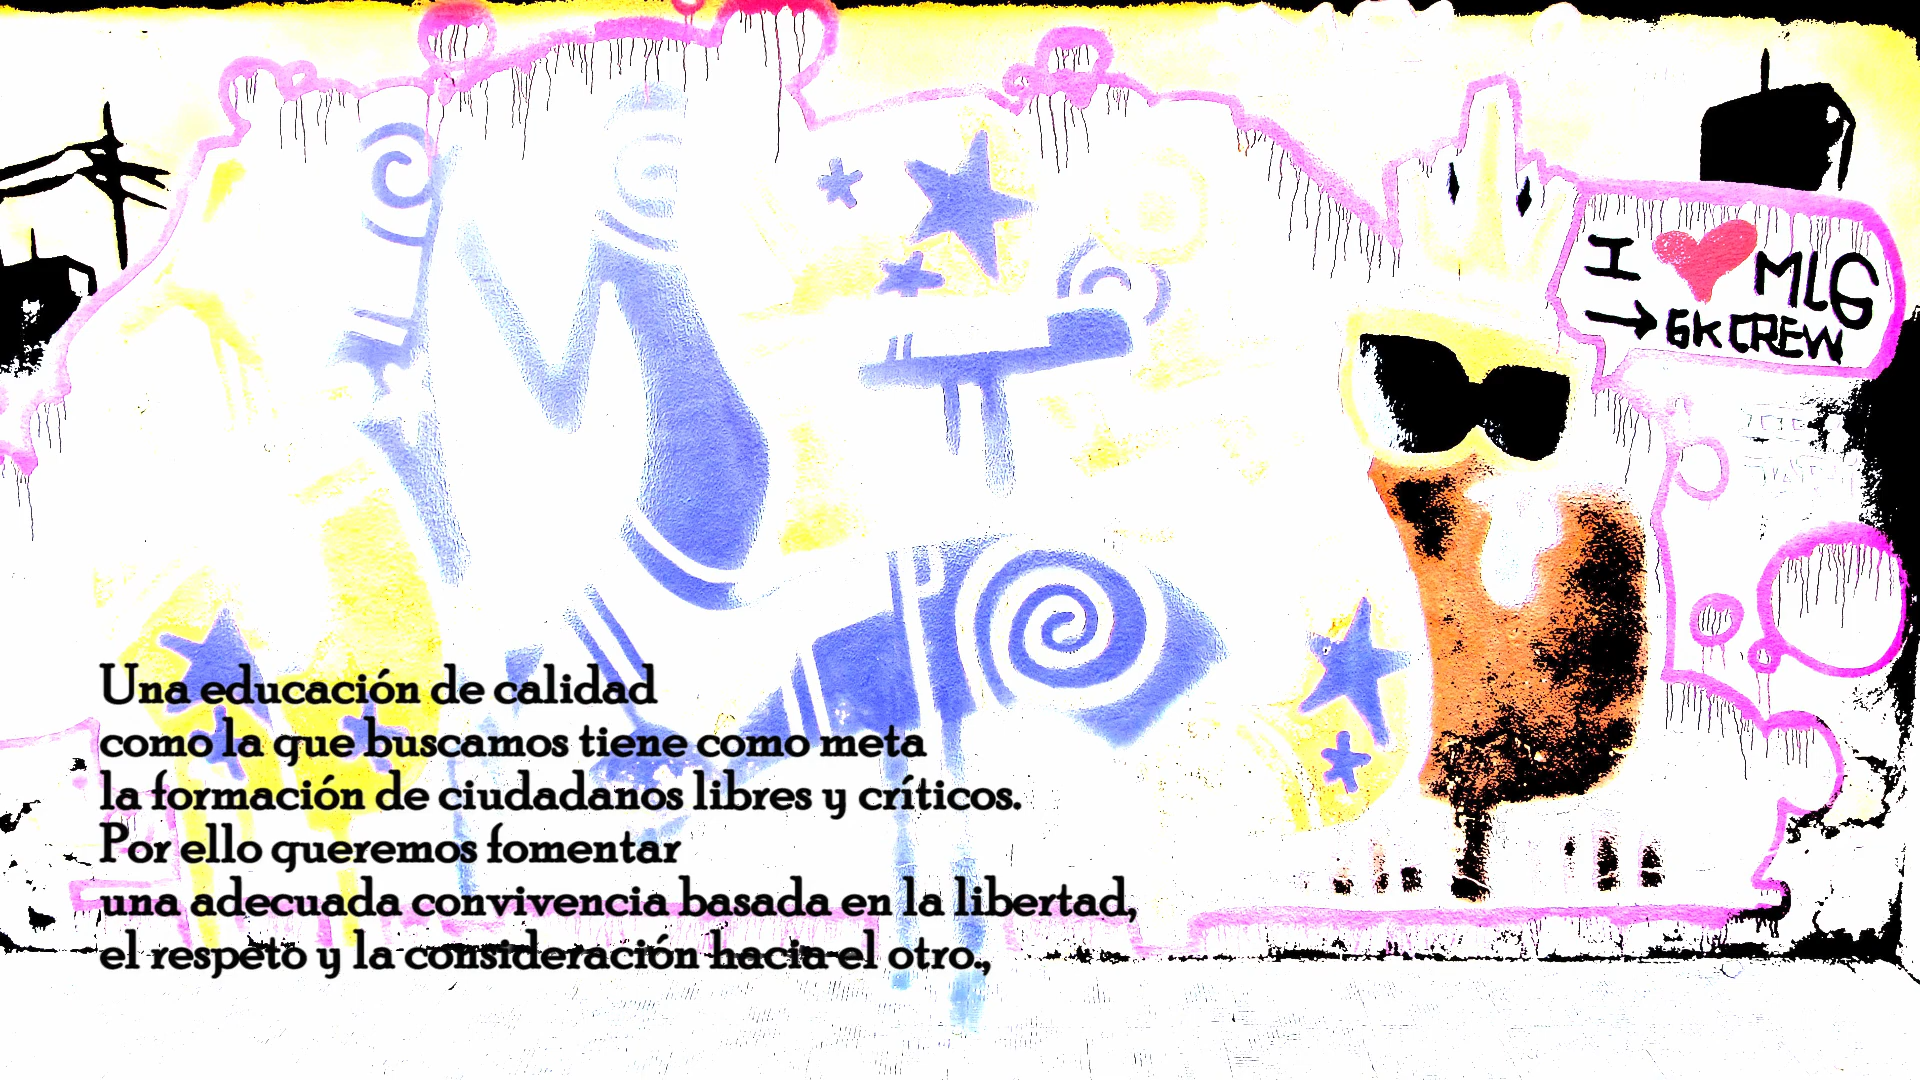 I ❤ MLG
→ 6K CREW
Una educación de calidad
como la que buscamos tiene como meta
la formación de ciudadanos libres y críticos.
Por ello queremos fomentar
una adecuada convivencia basada en la libertad,
el respeto y la consideración hacia el otro.,